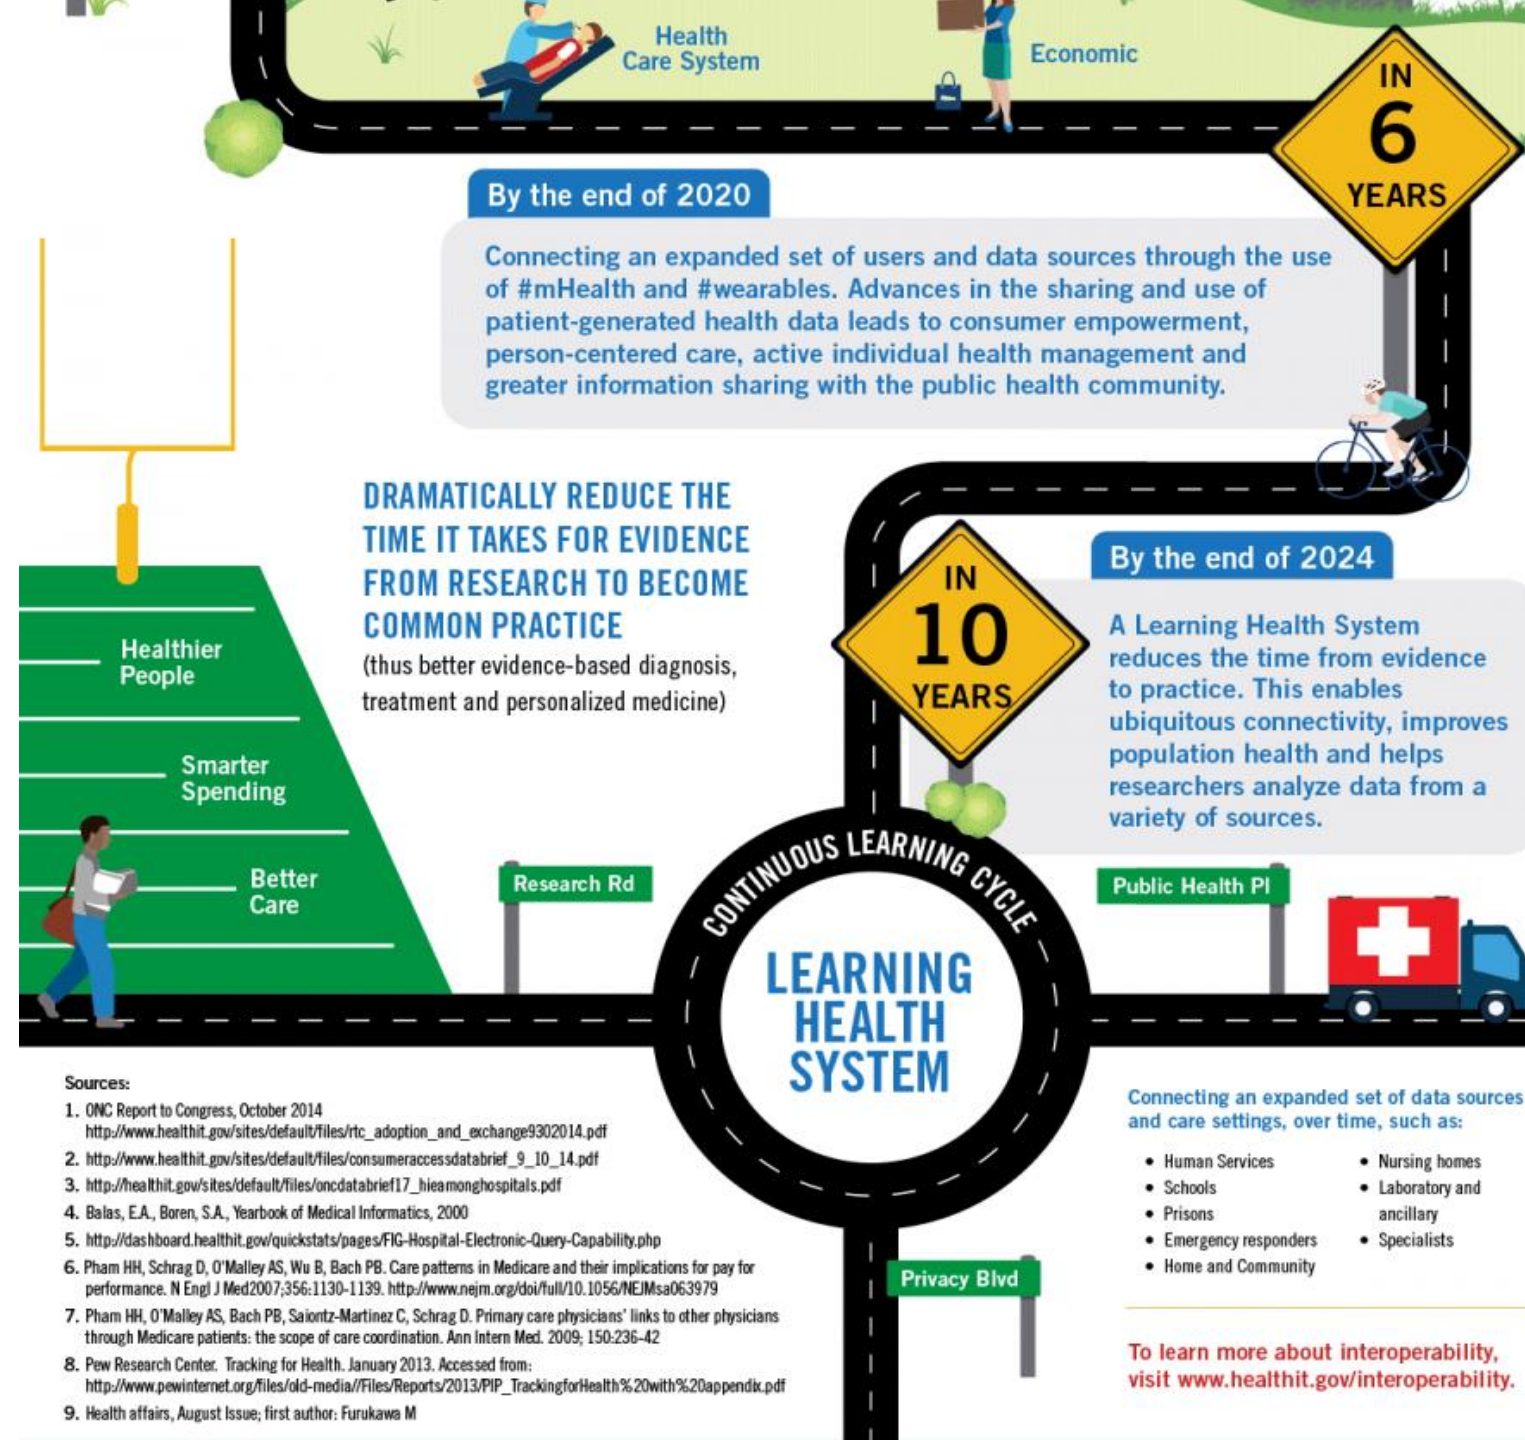 Health
Care System
Economic
IN
6
YEARS
By the end of 2020
Connecting an expanded set of users and data sources through the use
of #mHealth and #wearables. Advances in the sharing and use of
patient-generated health data leads to consumer empowerment,
person-centered care, active individual health management and
greater information sharing with the public health community.
DRAMATICALLY REDUCE THE
TIME IT TAKES FOR EVIDENCE
FROM RESEARCH TO BECOME
COMMON PRACTICE
(thus better evidence-based diagnosis,
treatment and personalized medicine)
IN
10
YEARS
By the end of 2024
A Learning Health System
reduces the time from evidence
to practice. This enables
ubiquitous connectivity, improves
population health and helps
researchers analyze data from a
variety of sources.
Healthier
People
Smarter
Spending
Better
Care
Research Rd
CONTINUOUS LEARNING CYCLE
LEARNING
HEALTH
SYSTEM
Public Health Pl
Privacy Blvd
Sources:
1. ONC Report to Congress, October 2014
http://www.healthit.gov/sites/default/files/rtc_adoption_and_exchange9302014.pdf
2. http://www.healthit.gov/sites/default/files/consumeraccessdatabrief_9_10_14.pdf
3. http://healthit.gov/sites/default/files/oncdatabrief17_hieamonghospitals.pdf
4. Balas, E.A., Boren, S.A., Yearbook of Medical Informatics, 2000
5. http://dashboard.healthit.gov/quickstats/pages/FIG-Hospital-Electronic-Query-Capability.php
6. Pham HH, Schrag D, O'Malley AS, Wu B, Bach PB. Care patterns in Medicare and their implications for pay for
performance. N Engl J Med2007;356:1130-1139. http://www.nejm.org/doi/full/10.1056/NEJMsa063979
7. Pham HH, O'Malley AS, Bach PB, Saiontz-Martinez C, Schrag D. Primary care physicians' links to other physicians
through Medicare patients: the scope of care coordination. Ann Intern Med. 2009; 150:236-42
8. Pew Research Center. Tracking for Health. January 2013. Accessed from:
http://www.pewinternet.org/files/old-media//Files/Reports/2013/PIP_TrackingforHealth%20with%20appendix.pdf
9. Health affairs, August Issue; first author: Furukawa M
Connecting an expanded set of data sources
and care settings, over time, such as:
• Human Services
• Schools
• Prisons
• Emergency responders
• Home and Community
• Nursing homes
• Laboratory and
ancillary
• Specialists
To learn more about interoperability,
visit www.healthit.gov/interoperability.